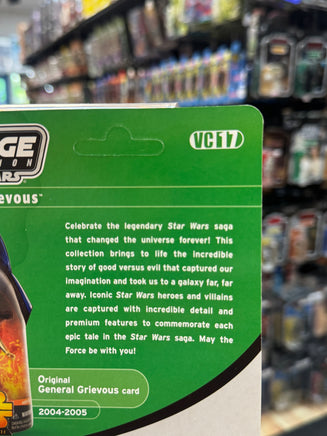 VCF17
GE
ION
ARS
evous™
Celebrate the legendary Star Wars saga
that changed the universe forever! This
collection brings to life the incredible
story of good versus evil that captured our
imagination and took us to a galaxy far, far
away. Iconic Star Wars heroes and villains
are captured with incredible detail and
premium features to commemorate each
epic tale in the Star Wars saga. May the
Force be with you!
Original
General Grievous card
2004-2005